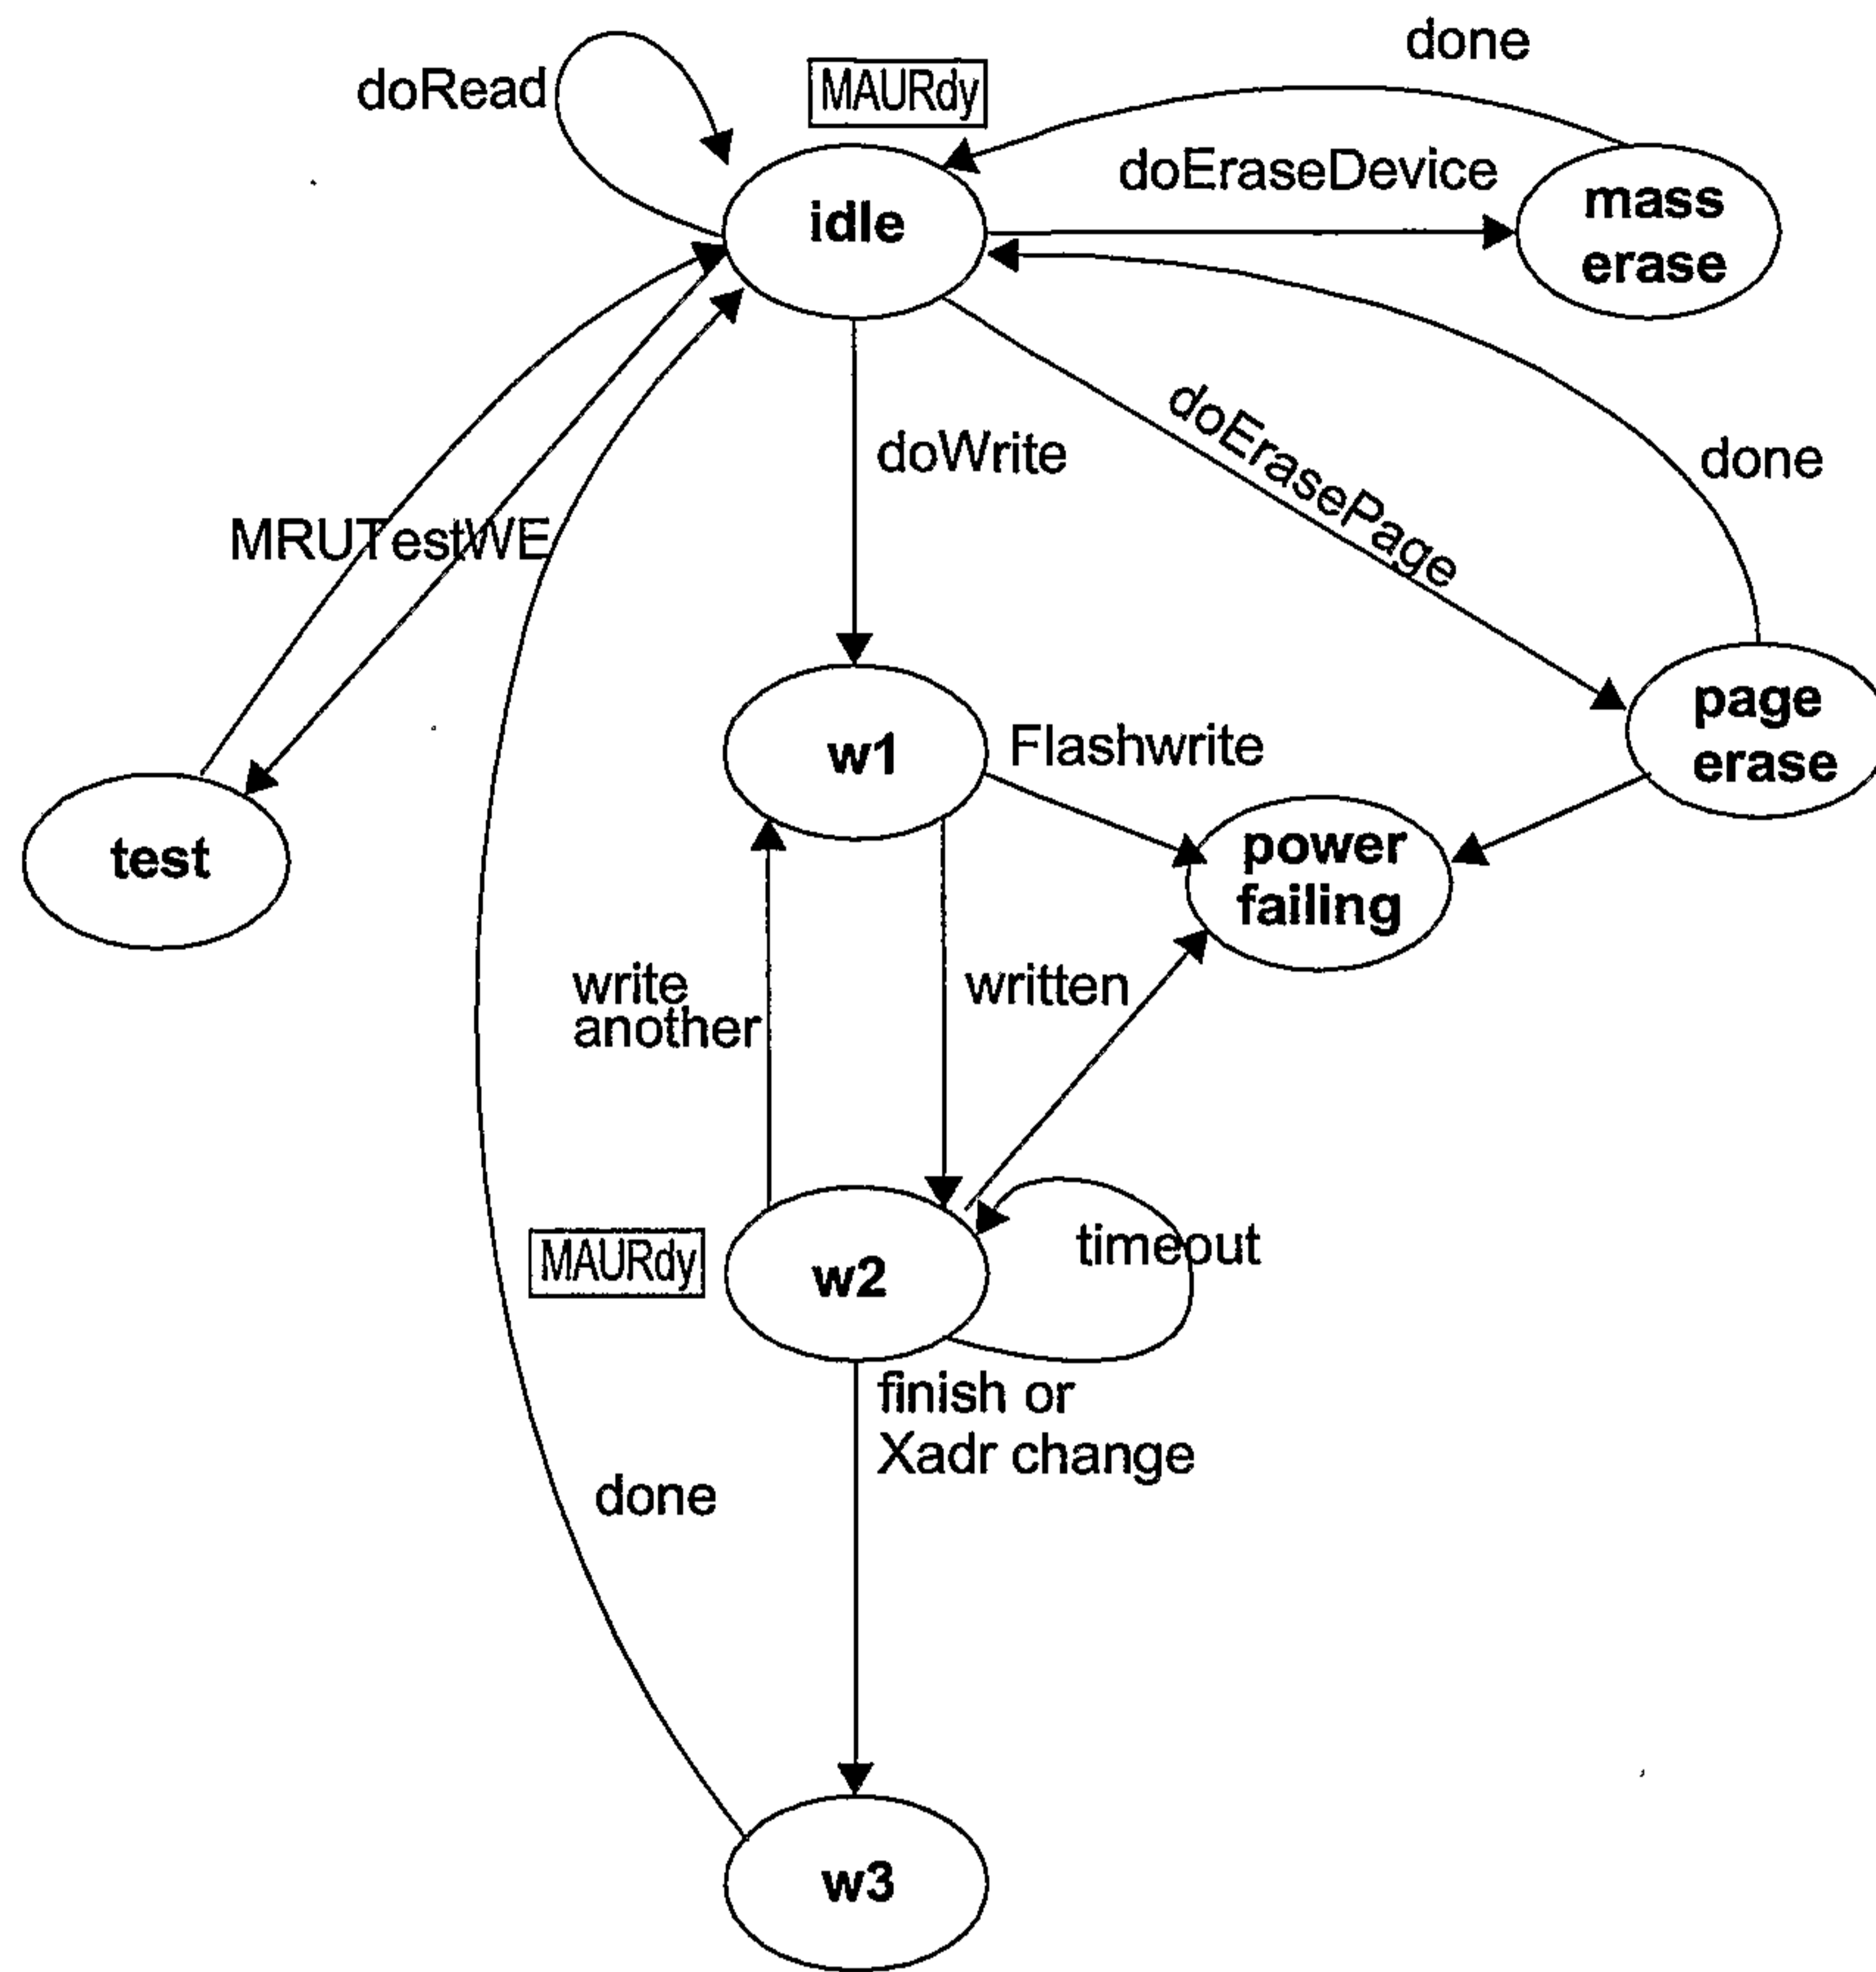 done
doRead
MAURdy
doEraseDevice
idle
mass
erase
doErasePage
doWrite
done
MRUTestWE
page
erase
w1
Flashwrite
test
power
failing
write
another
written
MAURdy
w2
timeout
finish or
Xadr change
done
w3